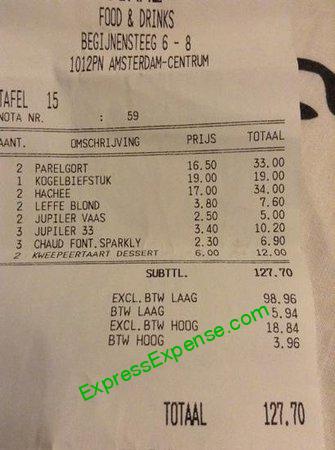 FOOD & DRINKS
BEGIJNENSTEEG 6 - 8
1012PN AMSTERDAM-CENTRUM
TAFEL 15
NOTA NR. : 59
AANT. OMSCHRIJVING PRIJS TOTAAL
2 PARELGORT 16.50 33.00
1 KOGELBIEFSTUK 19.00 19.00
2 HACHEE 17.00 34.00
2 LEFFE BLOND 3.80 7.60
2 JUPILER VAAS 2.50 5.00
3 JUPILER 33 3.40 10.20
3 CHAUD FONT.SPARKLY 2.30 6.90
2 KWEEPEERTAART DESSERT 6.00 12.00
SUBTTL. 127.70
EXCL.BTW LAAG 98.96
BTW LAAG 5.94
EXCL.BTW HOOG 18.84
BTW HOOG 3.96
ExpressExpense.com
TOTAAL 127.70